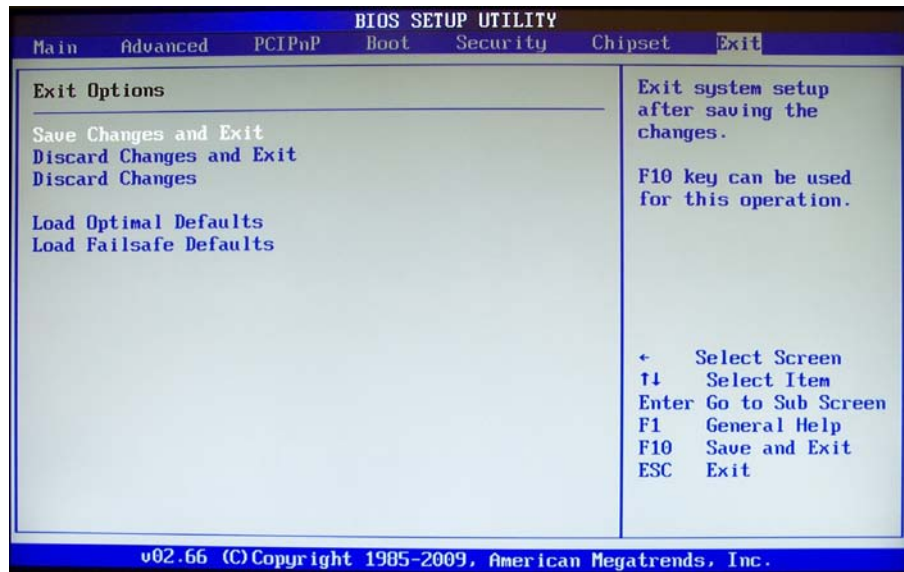 BIOS SETUP UTILITY
Main Advanced PCIPnP Boot Security Chipset Exit
Exit Options
Save Changes and Exit
Discard Changes and Exit
Discard Changes
Load Optimal Defaults
Load Failsafe Defaults
Exit system setup
after saving the
changes.
F10 key can be used
for this operation.
← Select Screen
↑↓ Select Item
Enter Go to Sub Screen
F1 General Help
F10 Save and Exit
ESC Exit
v02.66 (C)Copyright 1985-2009, American Megatrends, Inc.